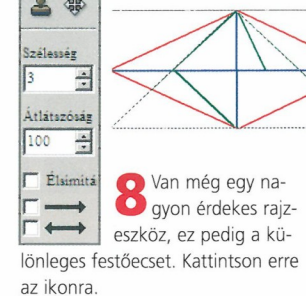 Szélesség
3
Átlátszóság
100
Élsimítá
8 Van még egy na-
gyon érdekes rajz-
eszköz, ez pedig a kü-
lönleges festőecset. Kattintson erre
az ikonra.